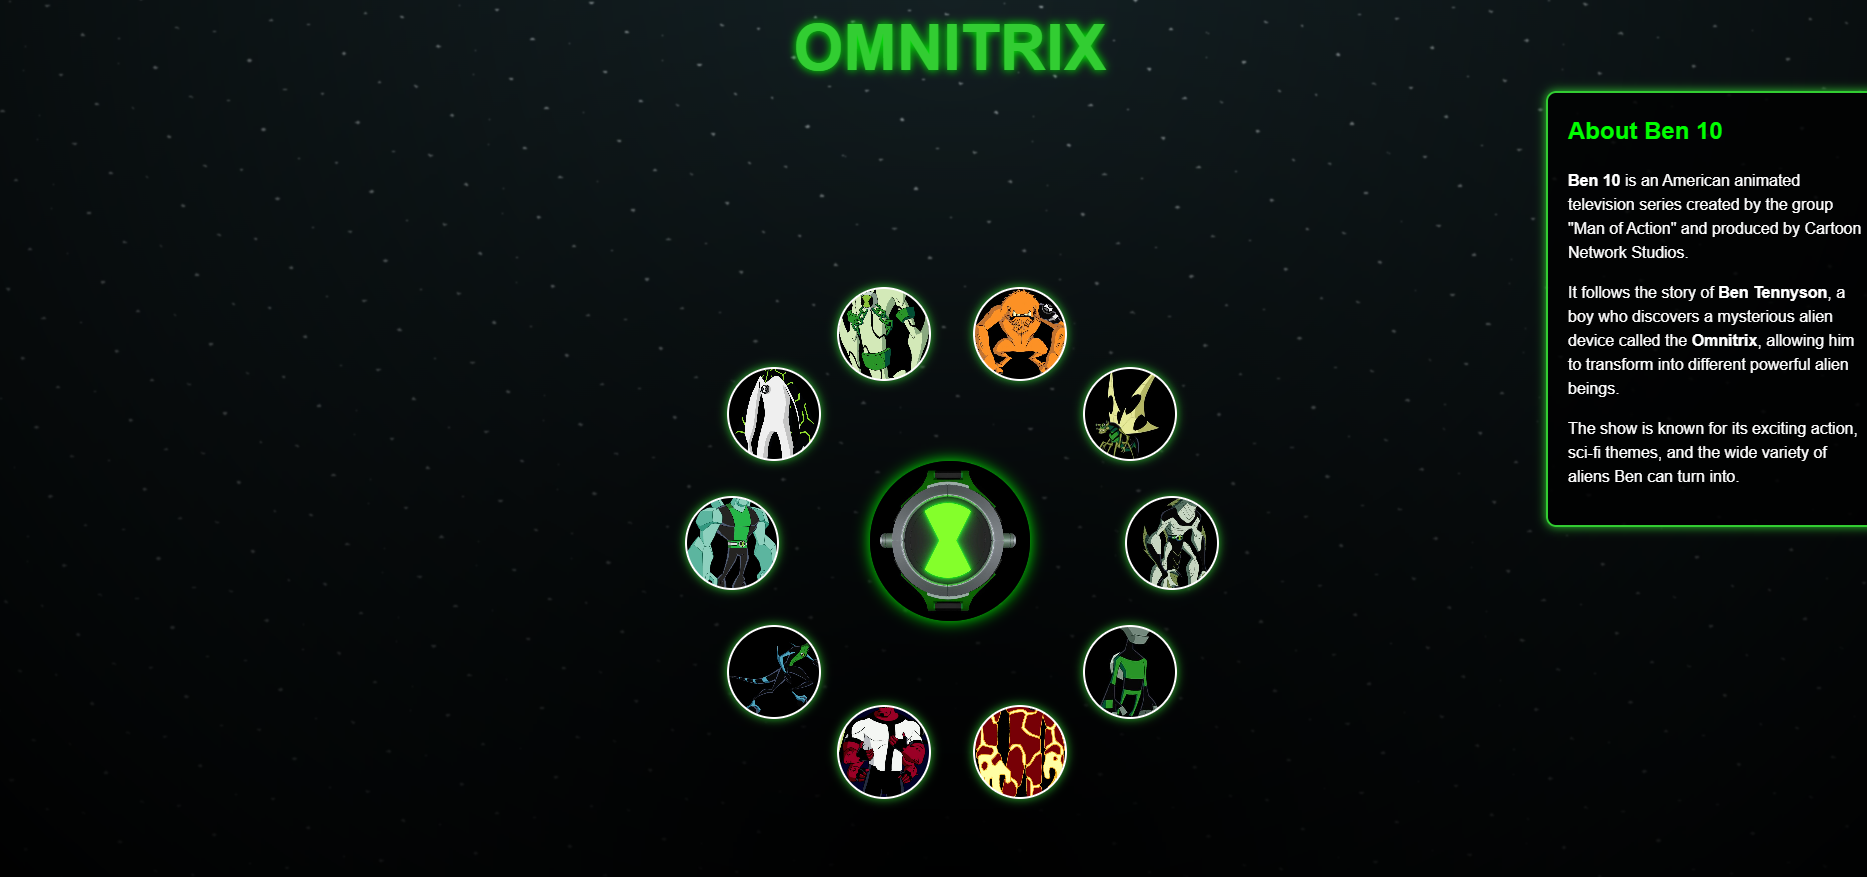 OMNITRIX
About Ben 10
Ben 10 is an American animated
television series created by the group
"Man of Action" and produced by Cartoon
Network Studios.
It follows the story of Ben Tennyson, a
boy who discovers a mysterious alien
device called the Omnitrix, allowing him
to transform into different powerful alien
beings.
The show is known for its exciting action,
sci-fi themes, and the wide variety of
aliens Ben can turn into.